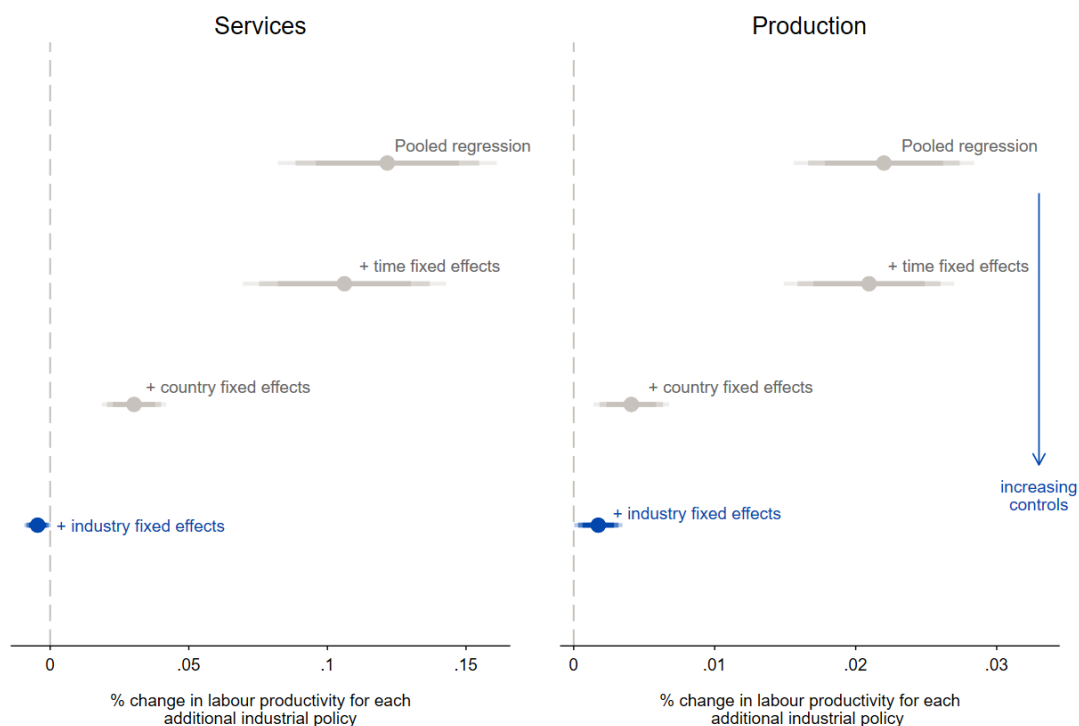 Services
Pooled regression
+ time fixed effects
+ country fixed effects
+ industry fixed effects
0 .05 .1 .15
% change in labour productivity for each
additional industrial policy
Production
Pooled regression
+ time fixed effects
+ country fixed effects
+ industry fixed effects
increasing
controls
0 .01 .02 .03
% change in labour productivity for each
additional industrial policy